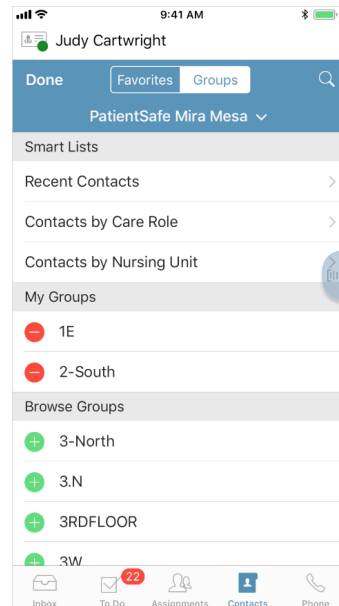 9:41 AM
Judy Cartwright
Done
Favorites
Groups
PatientSafe Mira Mesa
Smart Lists
Recent Contacts
Contacts by Care Role
Contacts by Nursing Unit
My Groups
1E
2-South
Browse Groups
3-North
3.N
3RDFLOOR
3W
22
Inbox
To Do
Assignments
Contacts
Phone